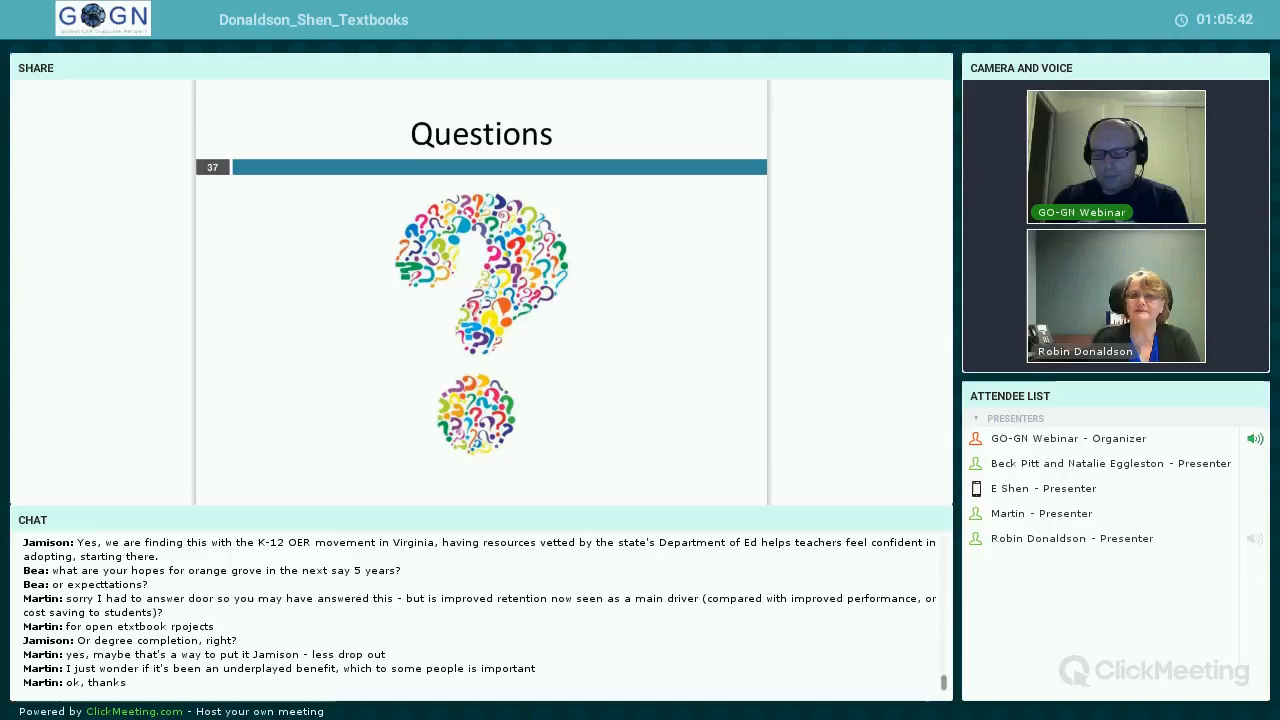 GOGN
Global OER Graduate Network
Donaldson_Shen_Textbooks
01:05:42
SHARE
Questions
37
CAMERA AND VOICE
GO-GN Webinar
Robin Donaldson
ATTENDEE LIST
PRESENTERS
GO-GN Webinar - Organizer
Beck Pitt and Natalie Eggleston - Presenter
E Shen - Presenter
Martin - Presenter
Robin Donaldson - Presenter
ClickMeeting
CHAT
Jamison: Yes, we are finding this with the K-12 OER movement in Virginia, having resources vetted by the state's Department of Ed helps teachers feel confident in
adopting, starting there.
Bea: what are your hopes for orange grove in the next say 5 years?
Bea: or expecttations?
Martin: sorry I had to answer door so you may have answered this - but is improved retention now seen as a main driver (compared with improved performance, or
cost saving to students)?
Martin: for open etxtbook rpojects
Jamison: Or degree completion, right?
Martin: yes, maybe that's a way to put it Jamison - less drop out
Martin: I just wonder if it's been an underplayed benefit, which to some people is important
Martin: ok, thanks
Powered by ClickMeeting.com - Host your own meeting